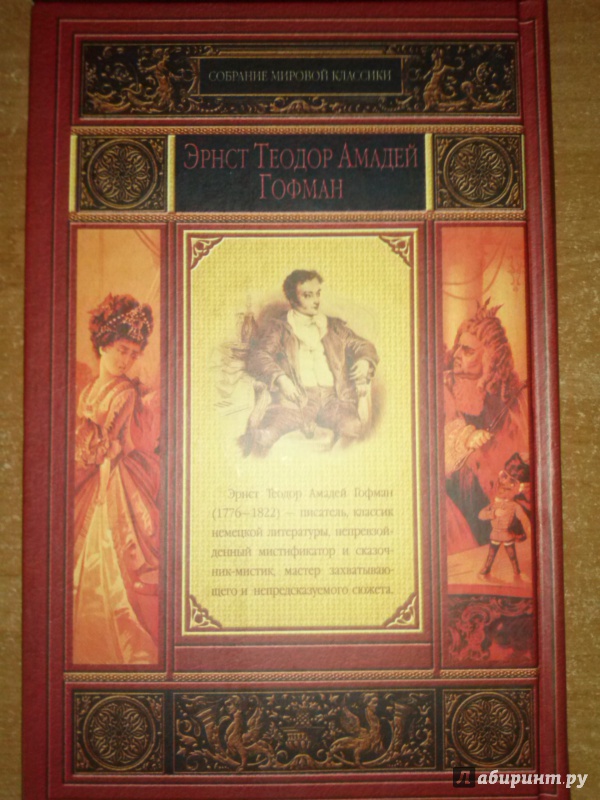 СОБРАНИЕ МИРОВОЙ КЛАССИКИ
ЭРНСТ ТЕОДОР АМАДЕЙ
ГОФМАН
Эрнст Теодор Амадей Гофман
(1776—1822) — писатель, классик
немецкой литературы, непревзой-
денный мистификатор и сказоч-
ник-мистик, мастер захватываю-
щего и непредсказуемого сюжета.
Лабиринт.ру